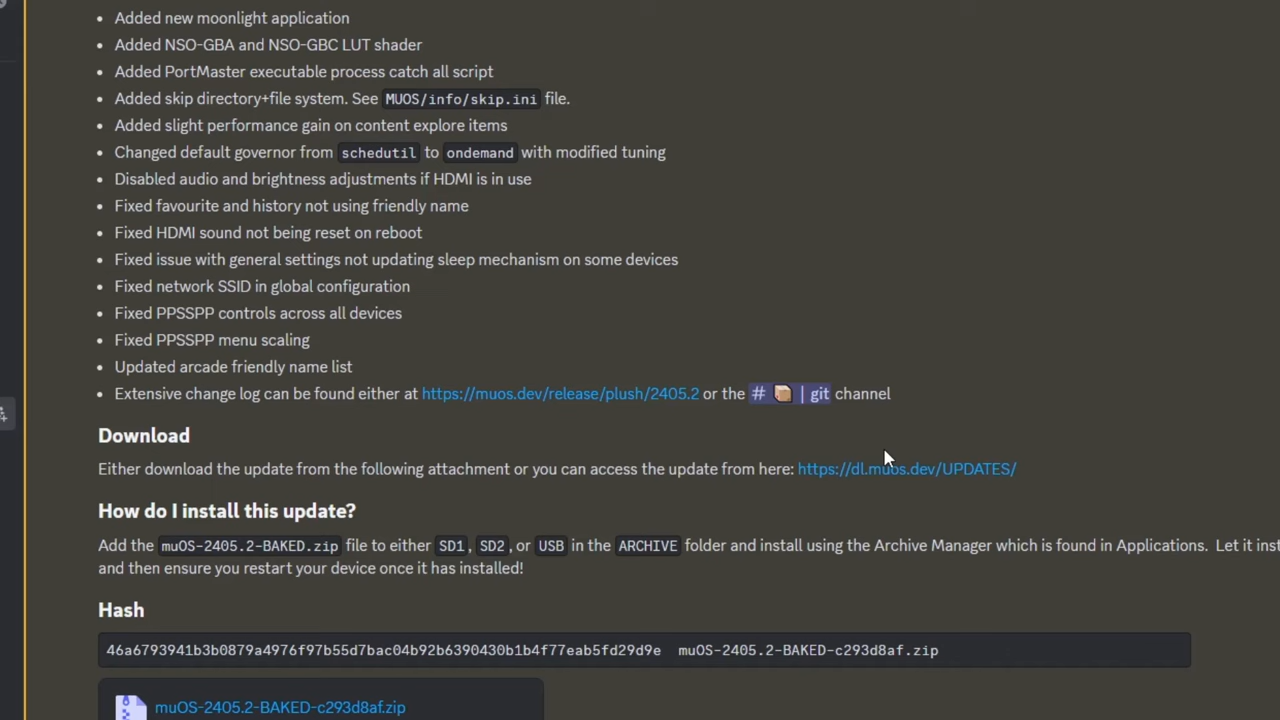 Added new moonlight application
Added NSO-GBA and NSO-GBC LUT shader
Added PortMaster executable process catch all script
Added skip directory+file system. See MUOS/info/skip.ini file.
Added slight performance gain on content explore items
Changed default governor from schedutil to ondemand with modified tuning
Disabled audio and brightness adjustments if HDMI is in use
Fixed favourite and history not using friendly name
Fixed HDMI sound not being reset on reboot
Fixed issue with general settings not updating sleep mechanism on some devices
Fixed network SSID in global configuration
Fixed PPSSPP controls across all devices
Fixed PPSSPP menu scaling
Updated arcade friendly name list
Extensive change log can be found either at https://muos.dev/release/plush/2405.2 or the # 📦 | git channel
Download
Either download the update from the following attachment or you can access the update from here: https://dl.muos.dev/UPDATES/
How do I install this update?
Add the muOS-2405.2-BAKED.zip file to either SD1, SD2, or USB in the ARCHIVE folder and install using the Archive Manager which is found in Applications. Let it inst
and then ensure you restart your device once it has installed!
Hash
46a6793941b3b0879a4976f97b55d7bac04b92b6390430b1b4f77eab5fd29d9e muOS-2405.2-BAKED-c293d8af.zip
muOS-2405.2-BAKED-c293d8af.zip